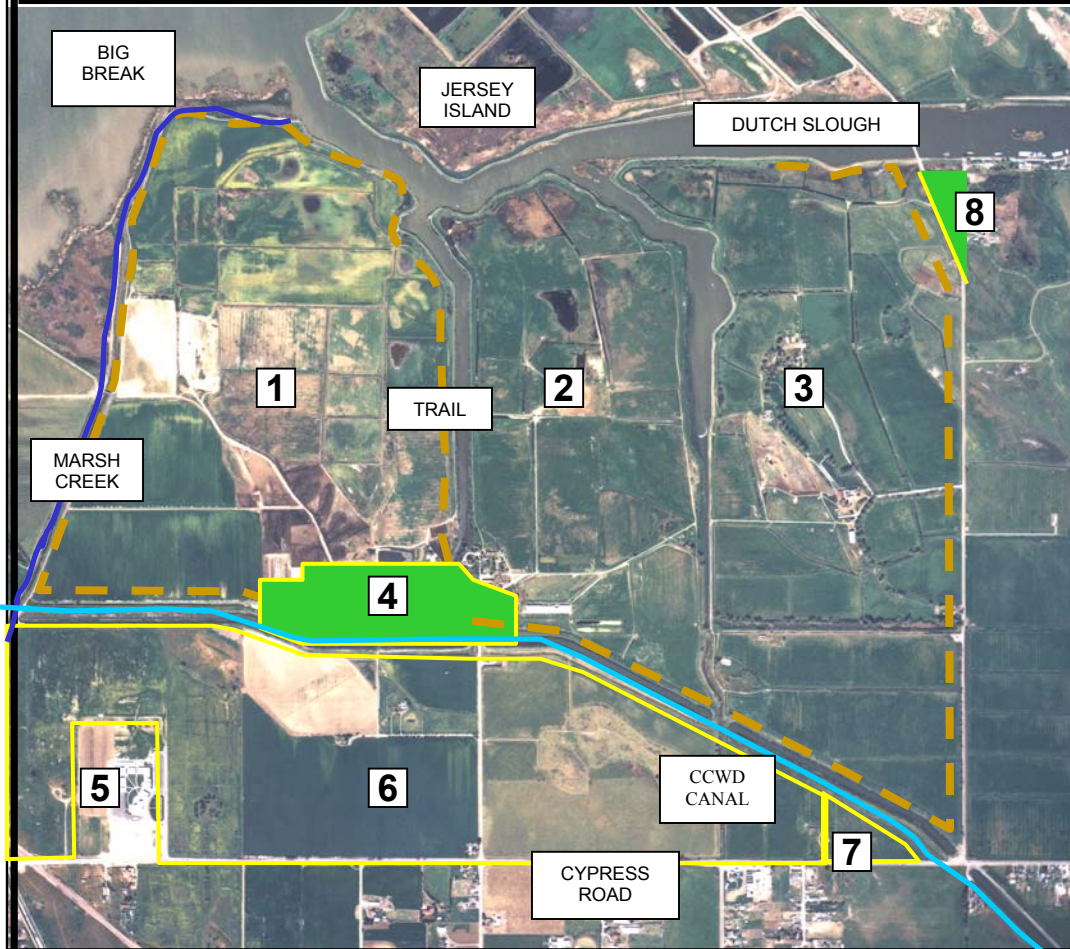 BIG
BREAK
JERSEY
ISLAND
DUTCH SLOUGH
8
1
2
3
TRAIL
MARSH
CREEK
4
5
6
CCWD
CANAL
7
CYPRESS
ROAD